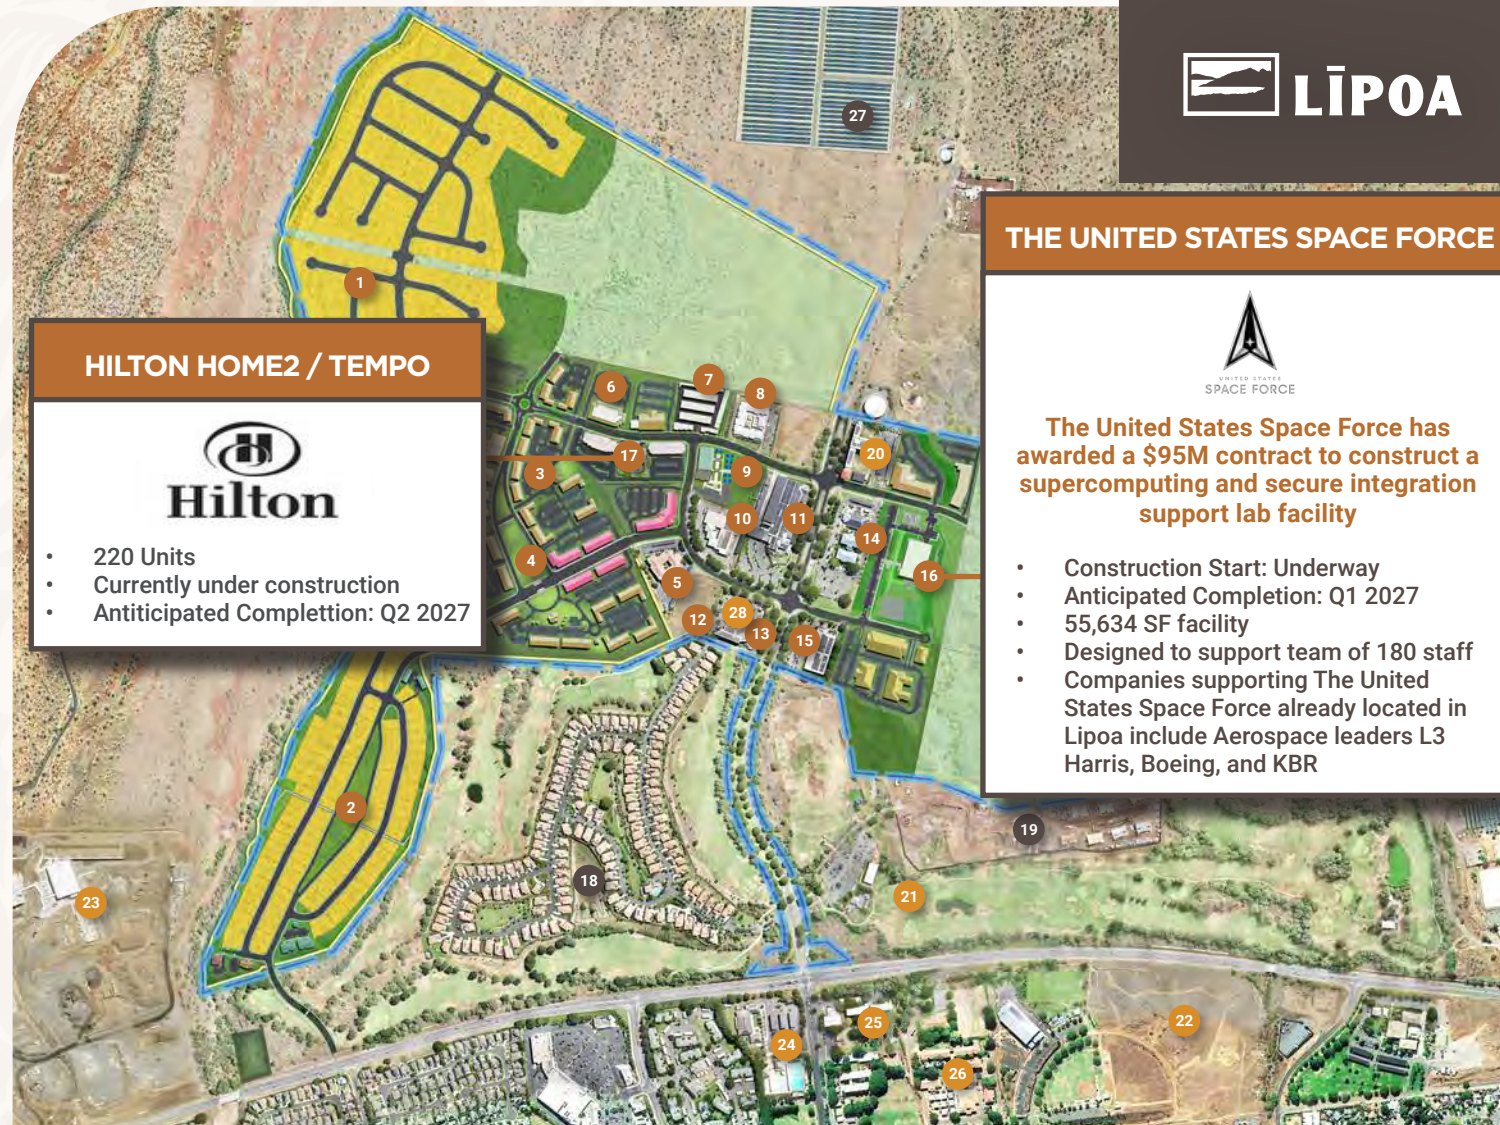 LĪPOA
27
THE UNITED STATES SPACE FORCE
1
HILTON HOME2 / TEMPO
UNITED STATES
SPACE FORCE
6
7
8
Hilton
The United States Space Force has
awarded a $95M contract to construct a
supercomputing and secure integration
support lab facility
17
20
3
9
10
11
14
• 220 Units
• Currently under construction
• Antiticipated Complettion: Q2 2027
4
5
16
12
28
13
15
• Construction Start: Underway
• Anticipated Completion: Q1 2027
• 55,634 SF facility
• Designed to support team of 180 staff
• Companies supporting The United
States Space Force already located in
Lipoa include Aerospace leaders L3
Harris, Boeing, and KBR
2
19
18
23
21
24
25
22
26